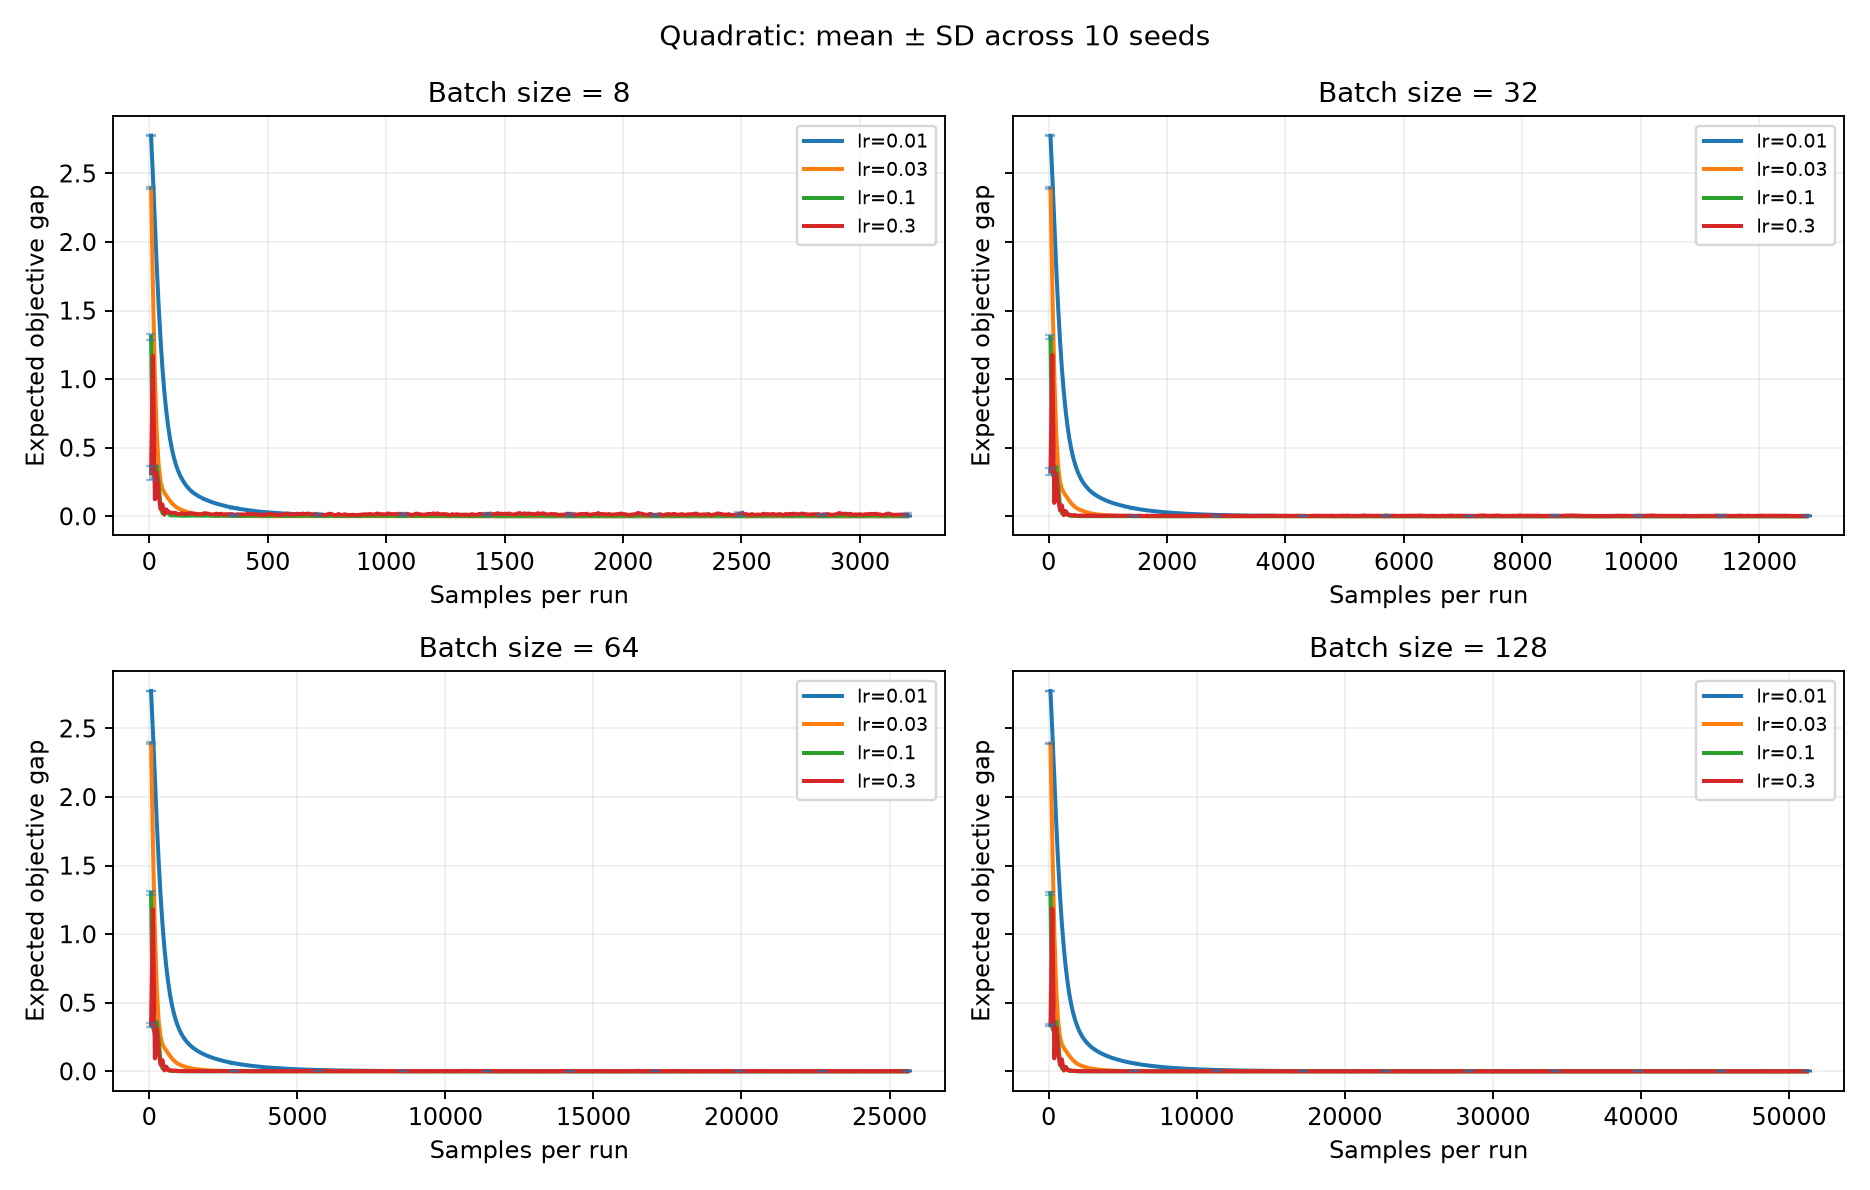 Quadratic: mean ± SD across 10 seeds
Batch size = 8
Expected objective gap
2.5
2.0
1.5
1.0
0.5
0.0
lr=0.01
lr=0.03
lr=0.1
lr=0.3
0 500 1000 1500 2000 2500 3000
Samples per run
Batch size = 32
Expected objective gap
lr=0.01
lr=0.03
lr=0.1
lr=0.3
0 2000 4000 6000 8000 10000 12000
Samples per run
Batch size = 64
Expected objective gap
2.5
2.0
1.5
1.0
0.5
0.0
lr=0.01
lr=0.03
lr=0.1
lr=0.3
0 5000 10000 15000 20000 25000
Samples per run
Batch size = 128
Expected objective gap
lr=0.01
lr=0.03
lr=0.1
lr=0.3
0 10000 20000 30000 40000 50000
Samples per run